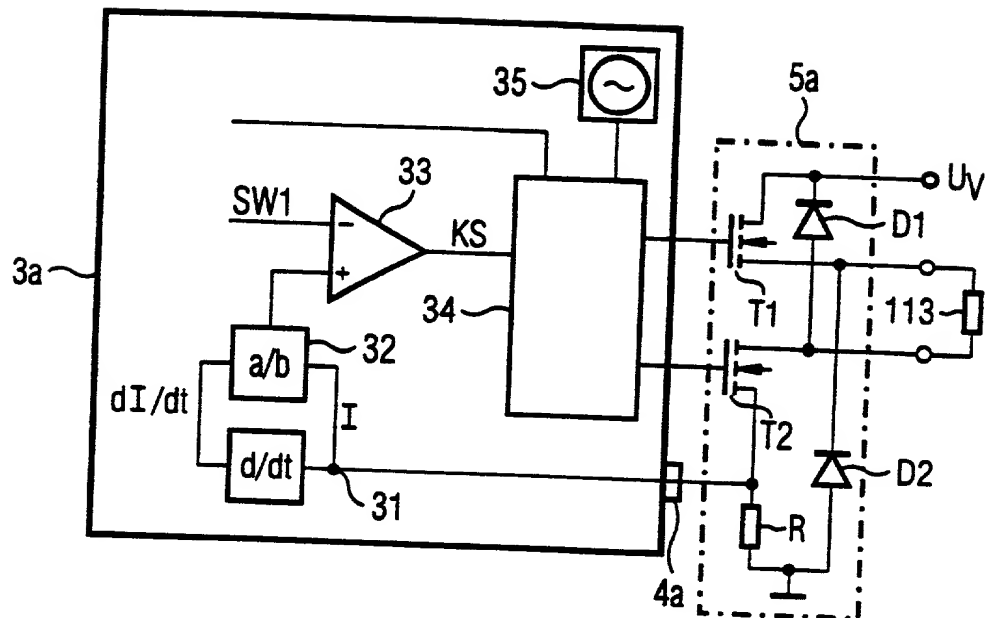 5a
35
~
U_V
33
SW1
D1
−
KS
+
3a
T1
113
34
32
a/b
dI/dt
I
T2
d/dt
D2
31
R
4a